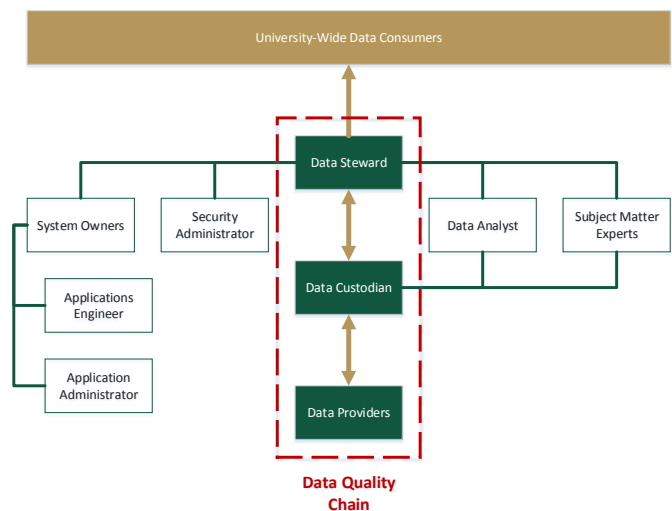 University-Wide Data Consumers
Data Steward
System Owners
Security
Administrator
Data Analyst
Subject Matter
Experts
Data Custodian
Applications
Engineer
Application
Administrator
Data Providers
Data Quality
Chain